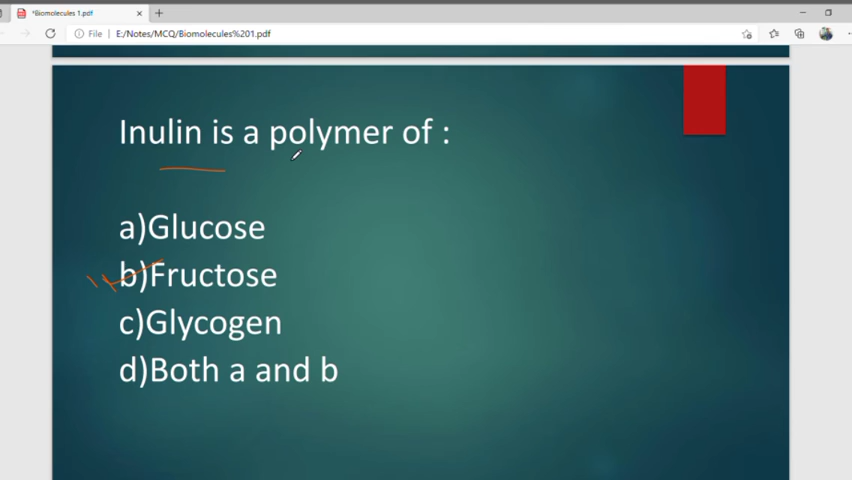 *Biomolecules 1.pdf
File E:/Notes/MCQ/Biomolecules%201.pdf
Inulin is a polymer of :
a)Glucose
b)Fructose
c)Glycogen
d)Both a and b